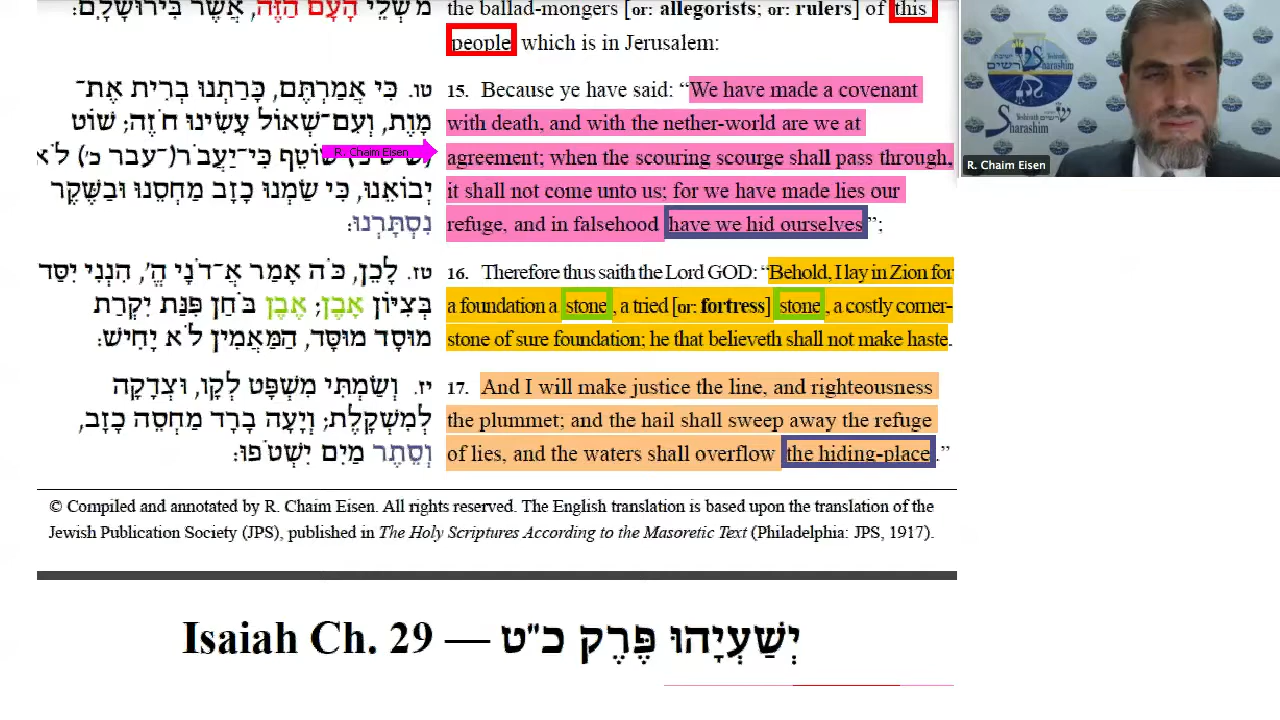 מֹשְׁלֵי הָעָם הַזֶּה, אֲשֶׁר בִּירוּשָׁלָ͏ִם:
the ballad-mongers [or: allegorists; or: rulers] of this
people which is in Jerusalem:
טו. כִּי אֲמַרְתֶּם, כָּרַתְנוּ בְרִית אֶת־
מָוֶת, וְעִם־שְׁאוֹל עָשִׂינוּ חֹזֶה; שׁוֹט
שׁוֹטֵף כִּי־יַעֲבֹר(־עבר כ') לֹא
יְבוֹאֵנוּ, כִּי שַׂמְנוּ כָזָב מַחְסֵנוּ וּבַשֶּׁקֶר
נִסְתָּרְנוּ:
15. Because ye have said: “We have made a covenant
with death, and with the nether-world are we at
agreement; when the scouring scourge shall pass through,
it shall not come unto us; for we have made lies our
refuge, and in falsehood have we hid ourselves”;
טז. לָכֵן, כֹּה אָמַר אֲ־דֹנָי הֱ', הִנְנִי יִסַּד
בְּצִיּוֹן אָבֶן; אֶבֶן בֹּחַן פִּנַּת יִקְרַת
מוּסָד מוּסָּד, הַמַּאֲמִין לֹא יָחִישׁ:
16. Therefore thus saith the Lord GOD: “Behold, I lay in Zion for
a foundation a stone, a tried [or: fortress] stone, a costly corner-
stone of sure foundation; he that believeth shall not make haste.
יז. וְשַׂמְתִּי מִשְׁפָּט לְקָו, וּצְדָקָה
לְמִשְׁקָלֶת; וְיָעָה בָרָד מַחְסֵה כָזָב,
וְסֵתֶר מַיִם יִשְׁטֹפוּ:
17. And I will make justice the line, and righteousness
the plummet; and the hail shall sweep away the refuge
of lies, and the waters shall overflow the hiding-place.”
© Compiled and annotated by R. Chaim Eisen. All rights reserved. The English translation is based upon the translation of the
Jewish Publication Society (JPS), published in The Holy Scriptures According to the Masoretic Text (Philadelphia: JPS, 1917).
Isaiah Ch. 29 — יְשַׁעְיָהוּ פֶּרֶק כ"ט
R. Chaim Eisen
Yeshivath
Sharashim
שרשים
R. Chaim Eisen